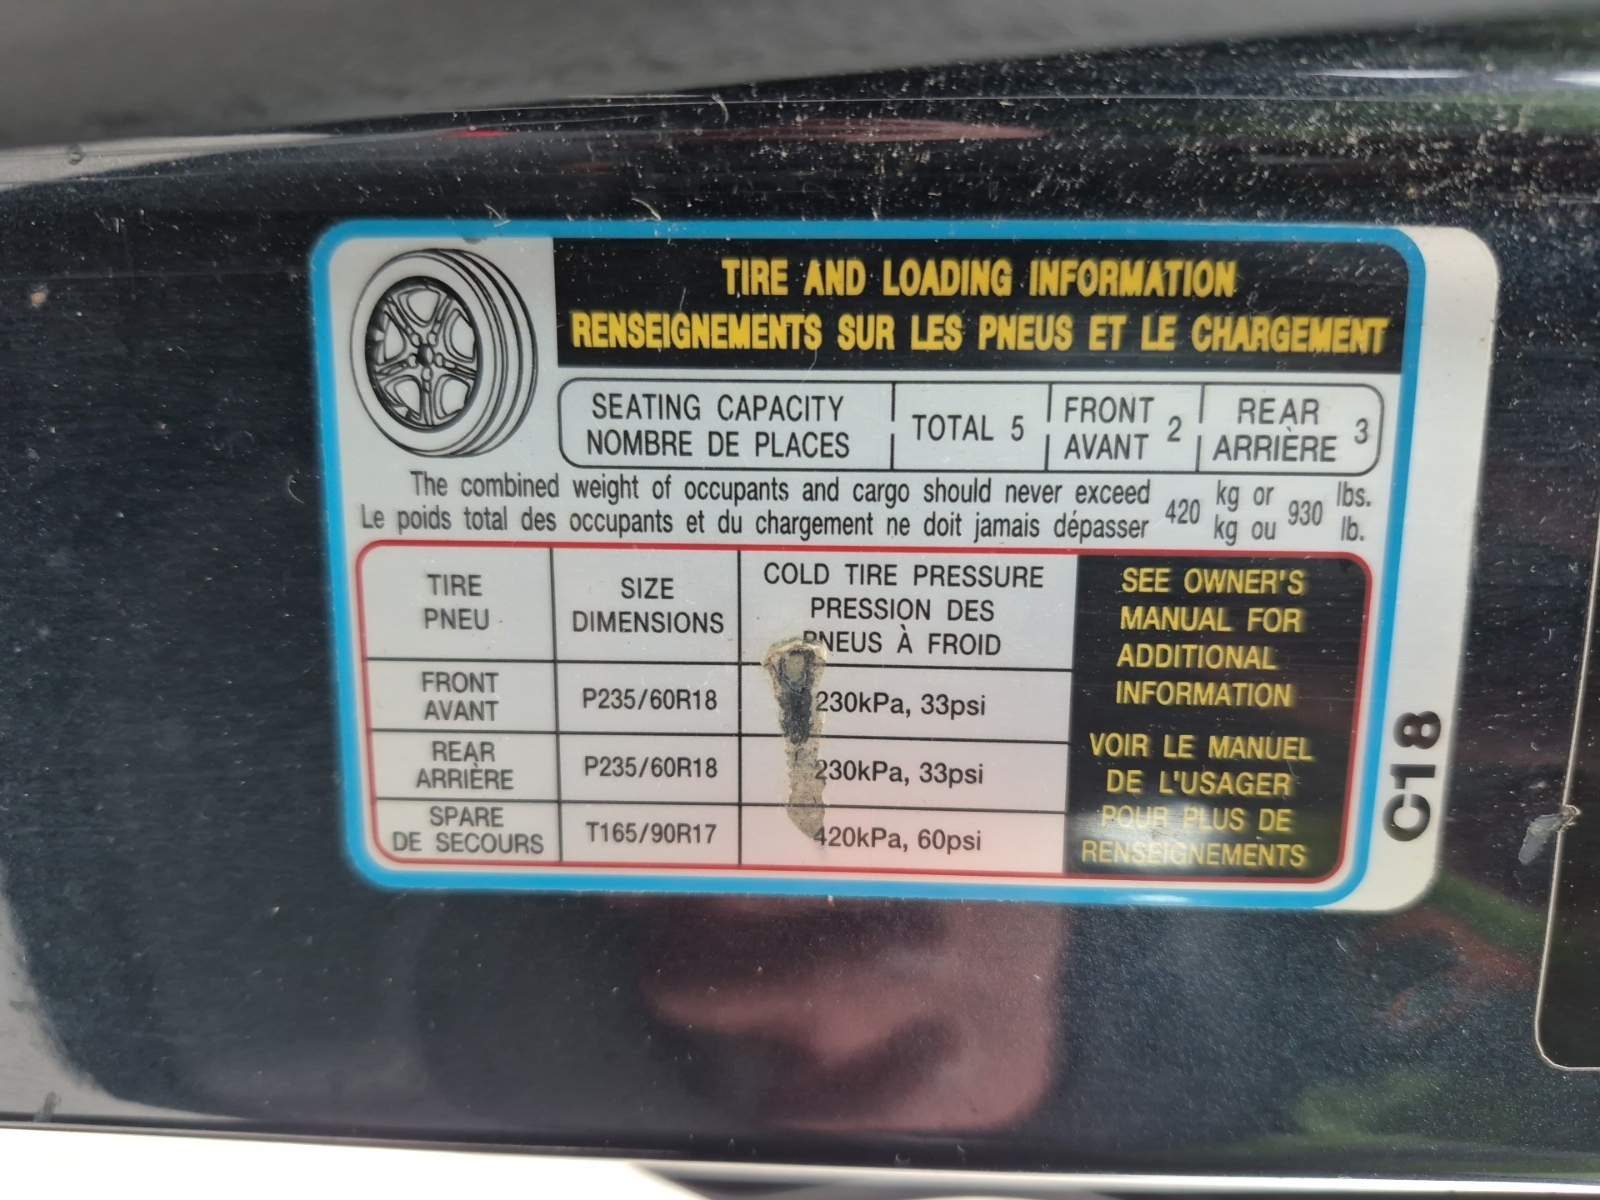 TIRE AND LOADING INFORMATION
RENSEIGNEMENTS SUR LES PNEUS ET LE CHARGEMENT
SEATING CAPACITY
NOMBRE DE PLACES
TOTAL 5
FRONT
AVANT
2
REAR
ARRIÈRE
3
The combined weight of occupants and cargo should never exceed
Le poids total des occupants et du chargement ne doit jamais dépasser
420
kg or
kg ou
930
lbs.
lb.
TIRE
PNEU
SIZE
DIMENSIONS
COLD TIRE PRESSURE
PRESSION DES
PNEUS À FROID
FRONT
AVANT
P235/60R18
230kPa, 33psi
REAR
ARRIÈRE
P235/60R18
230kPa, 33psi
SPARE
DE SECOURS
T165/90R17
420kPa, 60psi
SEE OWNER'S
MANUAL FOR
ADDITIONAL
INFORMATION
VOIR LE MANUEL
DE L'USAGER
POUR PLUS DE
RENSEIGNEMENTS
C18